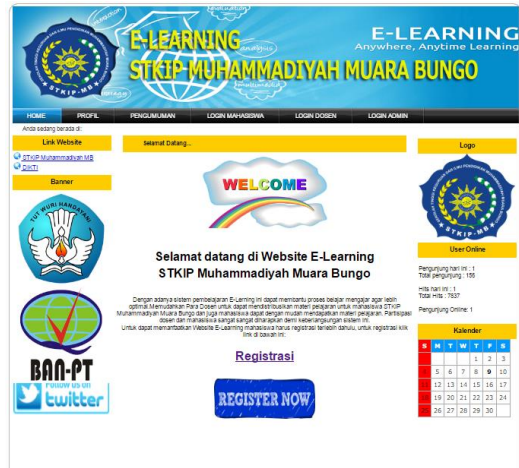 E-LEARNING
STKIP MUHAMMADIYAH MUARA BUNGO
E-LEARNING
Anywhere, Anytime Learning
HOME PROFIL PENGUMUMAN LOGIN MAHASISWA LOGIN DOSEN LOGIN ADMIN
Anda sedang berada di:
Link Website
STKIP Muhammadiyah MB
DIKTI
Banner
TUT WURI HANDAYANI
BAN-PT
Follow us on
twitter
Selamat Datang...
WELCOME
Selamat datang di Website E-Learning
STKIP Muhammadiyah Muara Bungo
Dengan adanya sistem pembelajaran E-Lerning ini dapat membantu proses belajar mengajar agar lebih
optimal.Memudahkan Para Dosen untuk dapat mendistribusikan materi pelajaran untuk mahasiswa STKIP
Muhammadiyah Muara Bungo dan juga mahasiswa dapat dengan mudah mendapatkan materi pelajaran. Partisipasi
dosen dan mahasiswa sangat sangat diharapkan demi keberlangsungan sistem ini.
Untuk dapat memanfaatkan Website E-Learning mahasiswa harus registrasi terlebih dahulu, untuk registrasi klik
link di bawah ini:
Registrasi
REGISTER NOW
Logo
STKIP-MB
User Online
Pengunjung hari ini : 1
Total pengunjung : 156
Hits hari ini : 1
Total Hits : 7837
Pengunjung Online: 1
Kalender
S M T W T F S
1 2 3
5 6 7 8 9 10
12 13 14 15 16 17
19 20 21 22 23 24
26 27 28 29 30